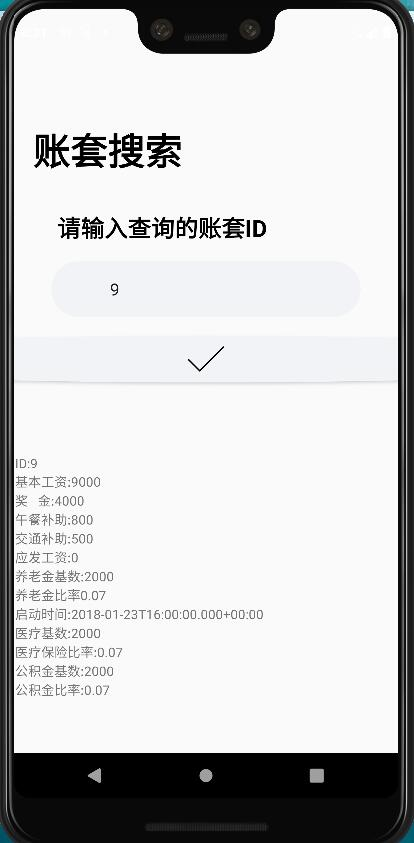 账套搜索
请输入查询的账套ID
9
ID:9
基本工资:9000
奖 金:4000
午餐补助:800
交通补助:500
应发工资:0
养老金基数:2000
养老金比率0.07
启动时间:2018-01-23T16:00:00.000+00:00
医疗基数:2000
医疗保险比率:0.07
公积金基数:2000
公积金比率:0.07